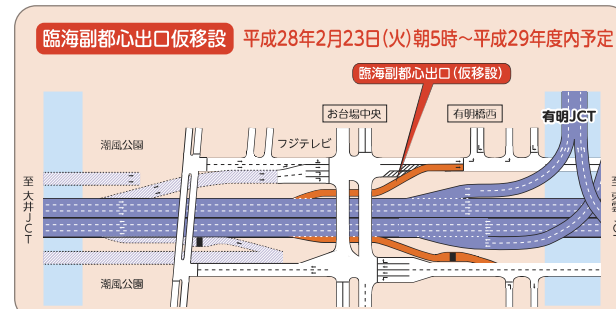 臨海副都心出口仮移設 平成28年2月23日(火)朝5時～平成29年度内予定
臨海副都心出口(仮移設)
お台場中央
有明橋西
有明JCT
潮風公園
フジテレビ
至大井JCT
潮風公園